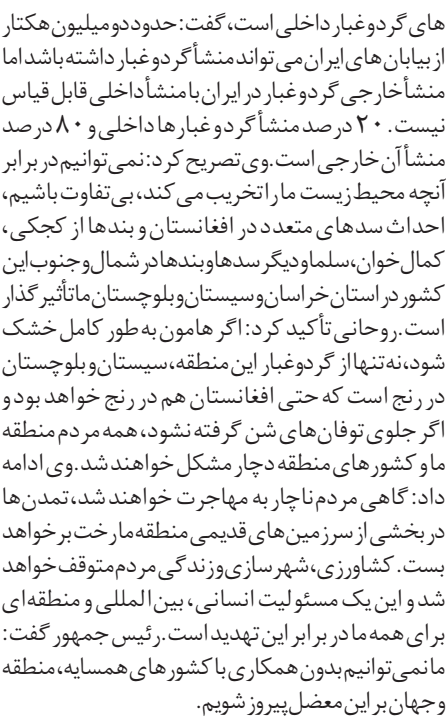 های گردوغبار داخلی است، گفت: حدود دو میلیون هکتار
از بیابان‌های ایران می‌تواند منشأ گردوغبار داشته باشد اما
منشأ خارجی گردوغبار در ایران با منشأ داخلی قابل قیاس
نیست. ۲۰ درصد منشأ گردوغبارها داخلی و ۸۰ درصد
منشأ آن خارجی است. وی تصریح کرد: نمی‌توانیم در برابر
آنچه محیط زیست ما را تخریب می‌کند، بی‌تفاوت باشیم،
احداث سدهای متعدد در افغانستان و بندها از کجکی،
کمال‌خوان، سلما و دیگر سدها و بندها در شمال و جنوب این
کشور در استان خراسان و سیستان و بلوچستان ما تأثیرگذار
است. روحانی تأکید کرد: اگر هامون به طور کامل خشک
شود، نه تنها از گردوغبار این منطقه، سیستان و بلوچستان
در رنج است که حتی افغانستان هم در رنج خواهد بود و
اگر جلوی توفان‌های شن گرفته نشود، همه مردم منطقه
ما و کشورهای منطقه دچار مشکل خواهند شد. وی ادامه
داد: گاهی مردم ناچار به مهاجرت خواهند شد، تمدن‌ها
در بخشی از سرزمین‌های قدیمی منطقه ما رخت بر خواهد
بست. کشاورزی، شهرسازی و زندگی مردم متوقف خواهد
شد و این یک مسئولیت انسانی، بین‌المللی و منطقه‌ای
برای همه ما در برابر این تهدید است. رئیس جمهور گفت:
ما نمی‌توانیم بدون همکاری با کشورهای همسایه، منطقه
و جهان بر این معضل پیروز شویم.